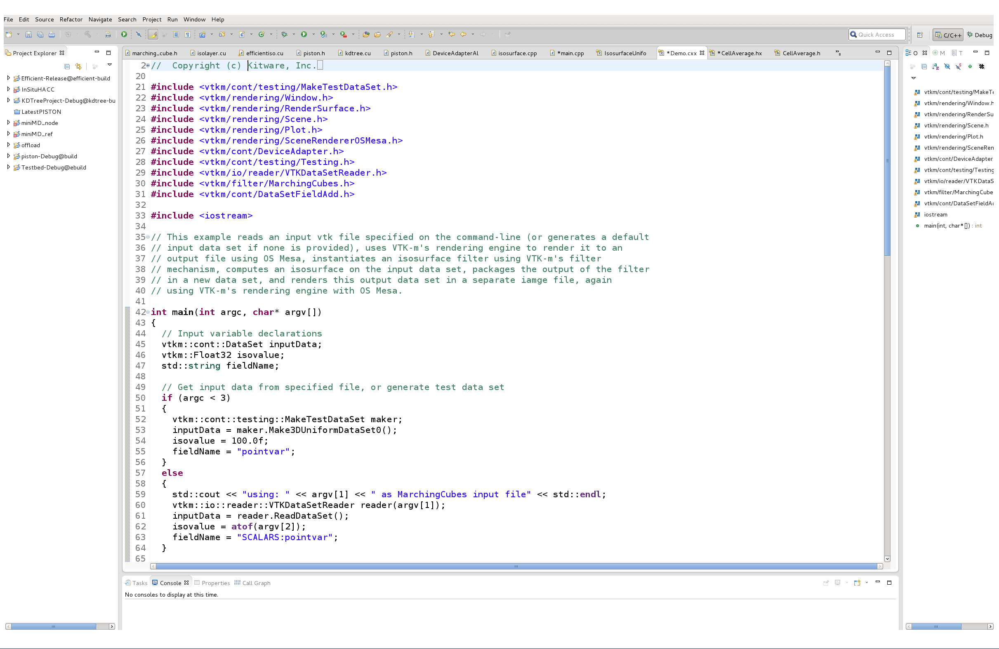 File Edit Source Refactor Navigate Search Project Run Window Help
Quick Access
C/C++
Debug
Project Explorer
Efficient-Release@efficient-build
InSituHACC
KDTreeProject-Debug@kdtree-bu
LatestPISTON
miniMD_node
miniMD_ref
offload
piston-Debug@build
Testbed-Debug@ebuild
marching_cube.h isolayer.cu efficientiso.cu piston.h kdtree.cu piston.h DeviceAdapterAl isosurface.cpp *main.cpp IsosurfaceUnifo *Demo.cxx *CellAverage.hx CellAverage.h »8
2 //  Copyright (c) Kitware, Inc.
20
21 #include <vtkm/cont/testing/MakeTestDataSet.h>
22 #include <vtkm/rendering/Window.h>
23 #include <vtkm/rendering/RenderSurface.h>
24 #include <vtkm/rendering/Scene.h>
25 #include <vtkm/rendering/Plot.h>
26 #include <vtkm/rendering/SceneRendererOSMesa.h>
27 #include <vtkm/cont/DeviceAdapter.h>
28 #include <vtkm/cont/testing/Testing.h>
29 #include <vtkm/io/reader/VTKDataSetReader.h>
30 #include <vtkm/filter/MarchingCubes.h>
31 #include <vtkm/cont/DataSetFieldAdd.h>
32
33 #include <iostream>
34
35 // This example reads an input vtk file specified on the command-line (or generates a default
36 // input data set if none is provided), uses VTK-m's rendering engine to render it to an
37 // output file using OS Mesa, instantiates an isosurface filter using VTK-m's filter
38 // mechanism, computes an isosurface on the input data set, packages the output of the filter
39 // in a new data set, and renders this output data set in a separate iamge file, again
40 // using VTK-m's rendering engine with OS Mesa.
41
42 int main(int argc, char* argv[])
43 {
44   // Input variable declarations
45   vtkm::cont::DataSet inputData;
46   vtkm::Float32 isovalue;
47   std::string fieldName;
48
49   // Get input data from specified file, or generate test data set
50   if (argc < 3)
51   {
52     vtkm::cont::testing::MakeTestDataSet maker;
53     inputData = maker.Make3DUniformDataSet0();
54     isovalue = 100.0f;
55     fieldName = "pointvar";
56   }
57   else
58   {
59     std::cout << "using: " << argv[1] << " as MarchingCubes input file" << std::endl;
60     vtkm::io::reader::VTKDataSetReader reader(argv[1]);
61     inputData = reader.ReadDataSet();
62     isovalue = atof(argv[2]);
63     fieldName = "SCALARS:pointvar";
64   }
65
Tasks Console Properties Call Graph
No consoles to display at this time.
O M T
vtkm/cont/testing/MakeTe
vtkm/rendering/Window.h
vtkm/rendering/RenderSu
vtkm/rendering/Scene.h
vtkm/rendering/Plot.h
vtkm/rendering/SceneRen
vtkm/cont/DeviceAdapter
vtkm/cont/testing/Testing
vtkm/io/reader/VTKDataS
vtkm/filter/MarchingCube
vtkm/cont/DataSetFieldAd
iostream
main(int, char*[]) : int